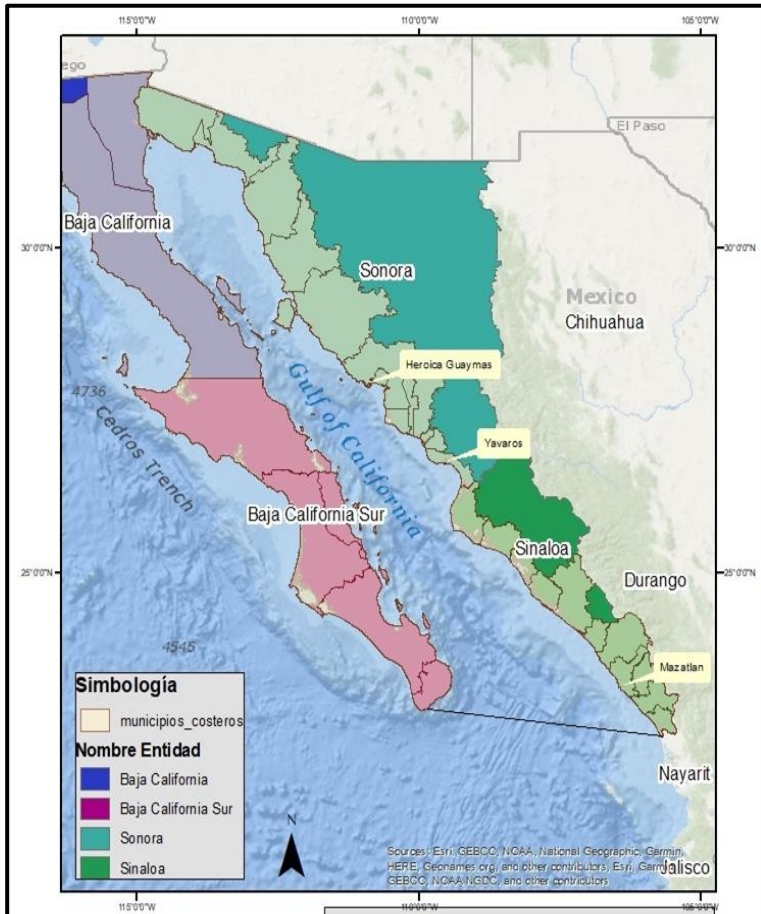 115°0'0"W
110°0'0"W
105°0'0"W
ego
El Paso
Baja California
30°0'0"N
30°0'0"N
Sonora
Mexico
Chihuahua
Heroica Guaymas
4736
Cedros Trench
Gulf of California
Yavaros
Baja California Sur
Sinaloa
25°0'0"N
25°0'0"N
Durango
4545
Mazatlan
Simbología
municipios_costeros
Nombre Entidad
Baja California
Baja California Sur
Sonora
Sinaloa
Nayarit
N
Sources: Esri, GEBCO, NOAA, National Geographic, Garmin,
HERE, Geonames.org, and other contributors, Esri, Garmin,
GEBCO, NOAA NGDC, and other contributors
Jalisco
115°0'0"W
110°0'0"W
105°0'0"W